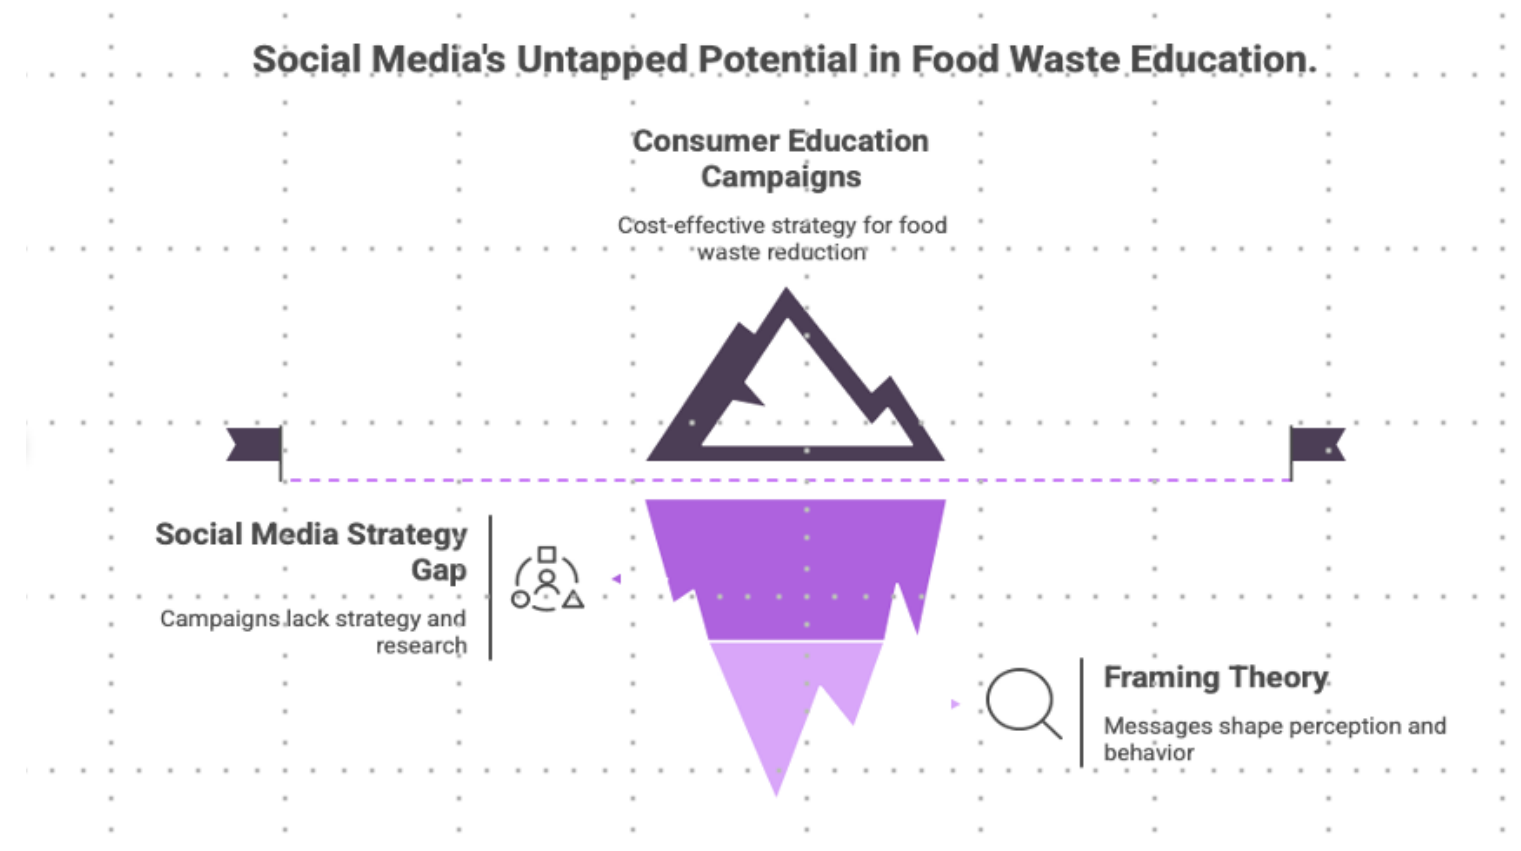 Social Media's Untapped Potential in Food Waste Education.
Consumer Education
Campaigns
Cost-effective strategy for food
waste reduction
Social Media Strategy
Gap
Campaigns lack strategy and
research
Framing Theory
Messages shape perception and
behavior